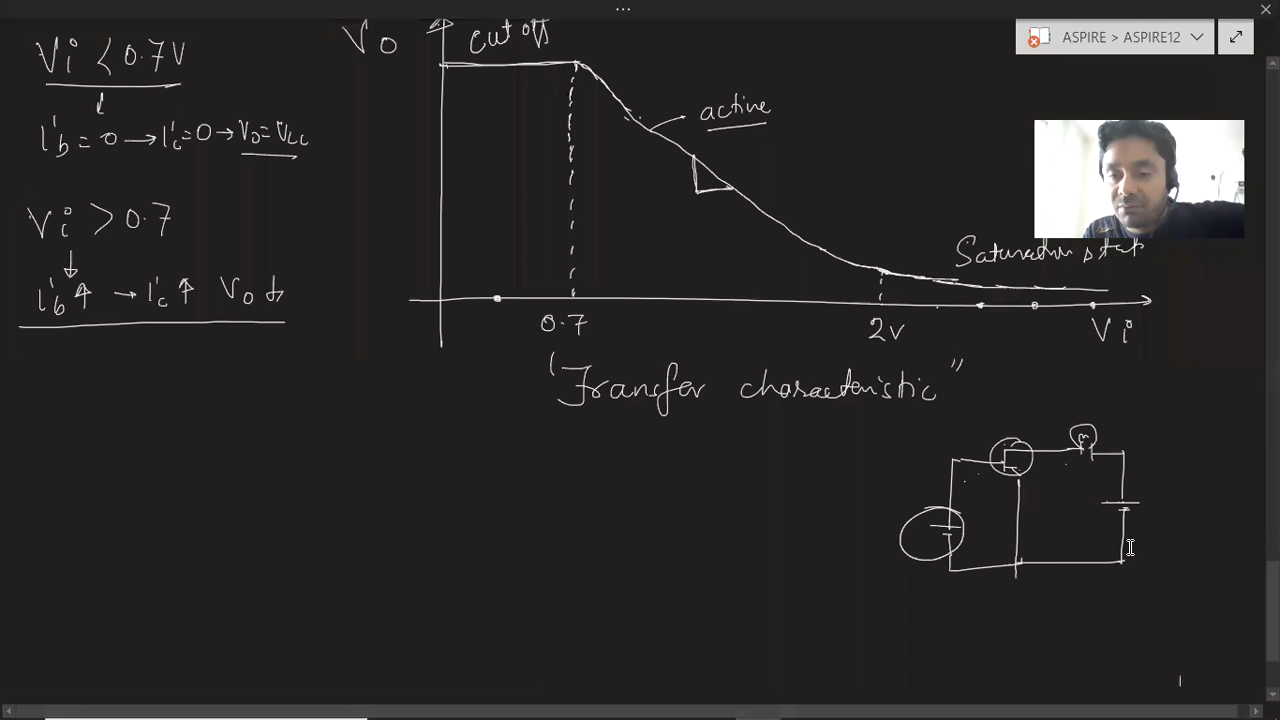 Vi < 0.7V
Ib = 0 → Ic = 0 → Vo = Vcc
Vi > 0.7
Ib ↑ → Ic ↑ Vo ↓
Vo
Cut off
active
Saturation state
0.7
2v
Vi
"Transfer characteristic"
ASPIRE > ASPIRE12